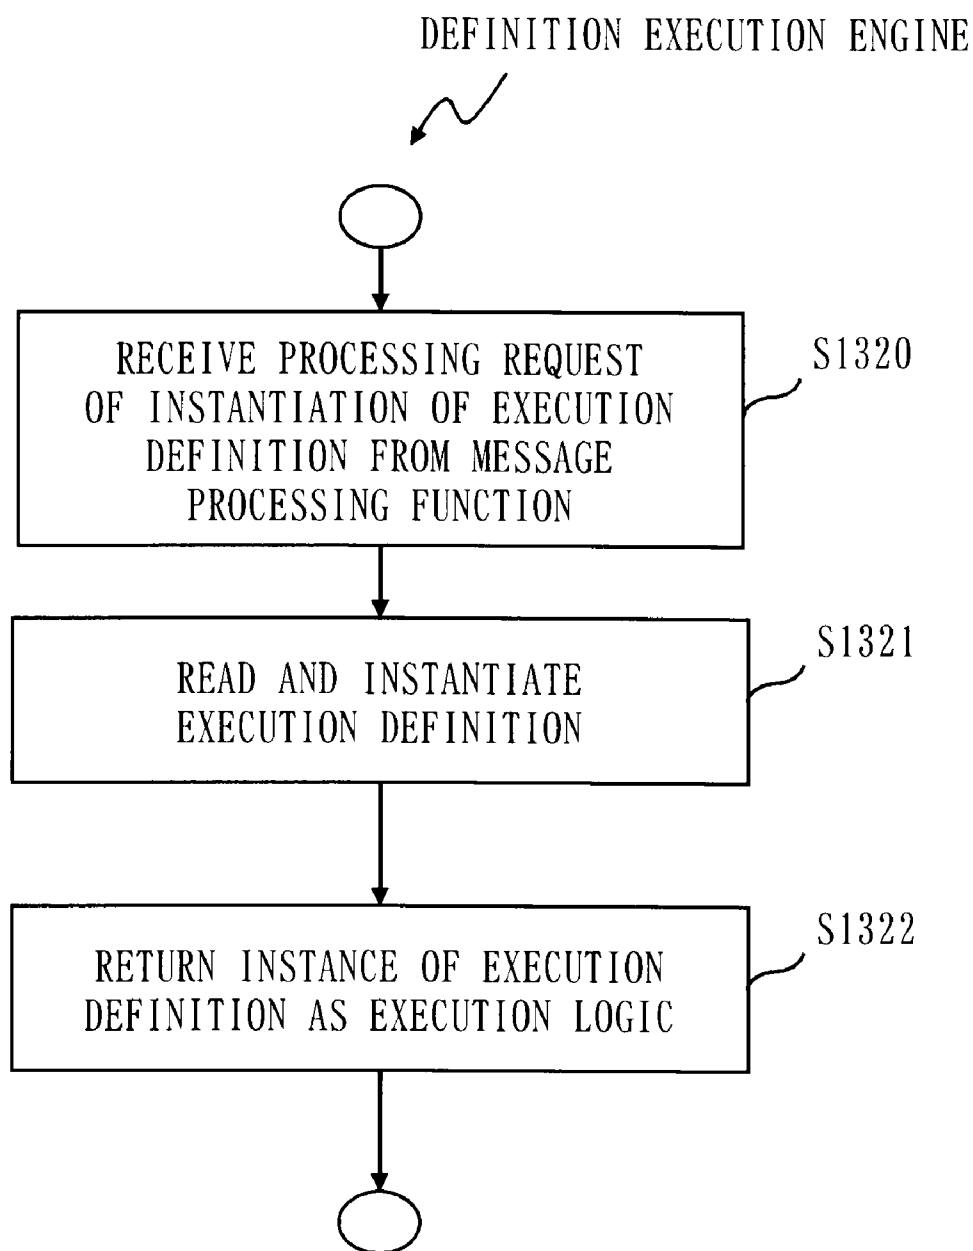 DEFINITION EXECUTION ENGINE
RECEIVE PROCESSING REQUEST
OF INSTANTIATION OF EXECUTION
DEFINITION FROM MESSAGE
PROCESSING FUNCTION
S1320
READ AND INSTANTIATE
EXECUTION DEFINITION
S1321
RETURN INSTANCE OF EXECUTION
DEFINITION AS EXECUTION LOGIC
S1322